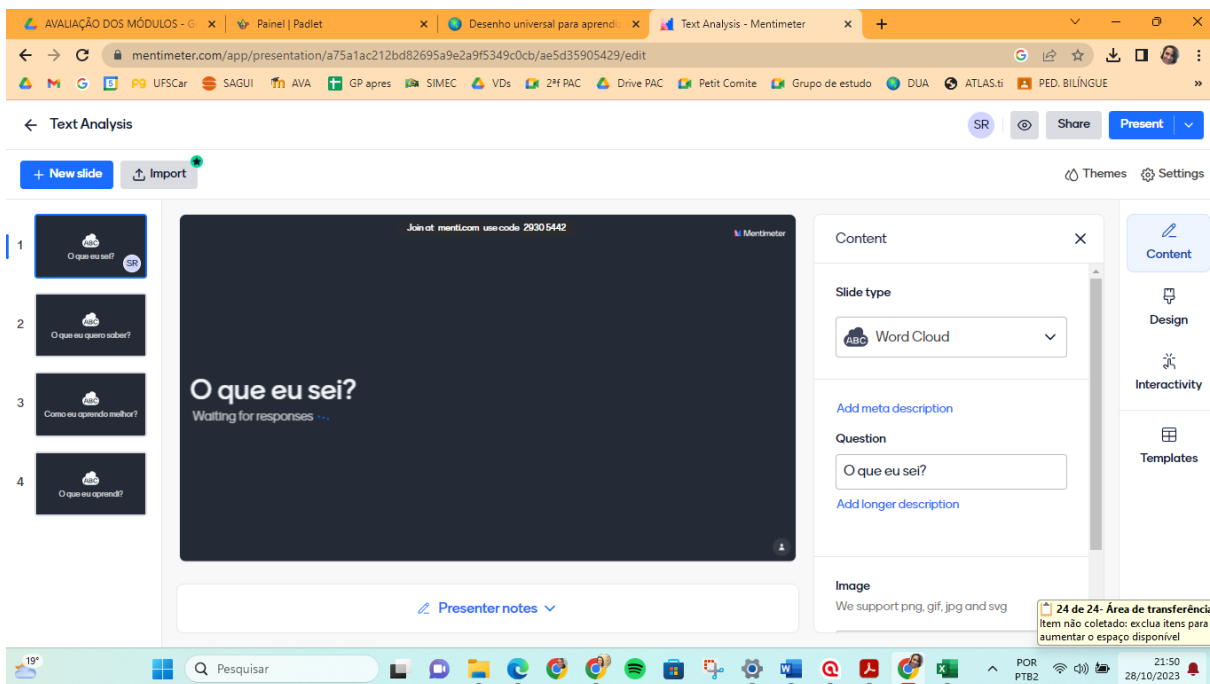 AVALIAÇÃO DOS MÓDULOS - G
Painel | Padlet
Desenho universal para aprendi
Text Analysis - Mentimeter
mentimeter.com/app/presentation/a75a1ac212bd82695a9e2a9f5349c0cb/ae5d35905429/edit
UFSCar
SAGUI
AVA
GP apres
SIMEC
VDs
2ªf PAC
Drive PAC
Petit Comite
Grupo de estudo
DUA
ATLAS.ti
PED. BILÍNGUE
Text Analysis
SR
Share
Present
+ New slide
Import
Themes
Settings
1
ABC
O que eu sei?
SR
2
ABC
O que eu quero saber?
3
ABC
Como eu aprendo melhor?
4
ABC
O que eu aprendi?
Join at menti.com use code 2930 5442
Mentimeter
O que eu sei?
Waiting for responses
Presenter notes
Content
Slide type
ABC Word Cloud
Add meta description
Question
O que eu sei?
Add longer description
Image
We support png, gif, jpg and svg
Content
Design
Interactivity
Templates
24 de 24- Área de transferência
Item não coletado: exclua itens para
aumentar o espaço disponível
19°
Pesquisar
POR
PTB2
21:50
28/10/2023